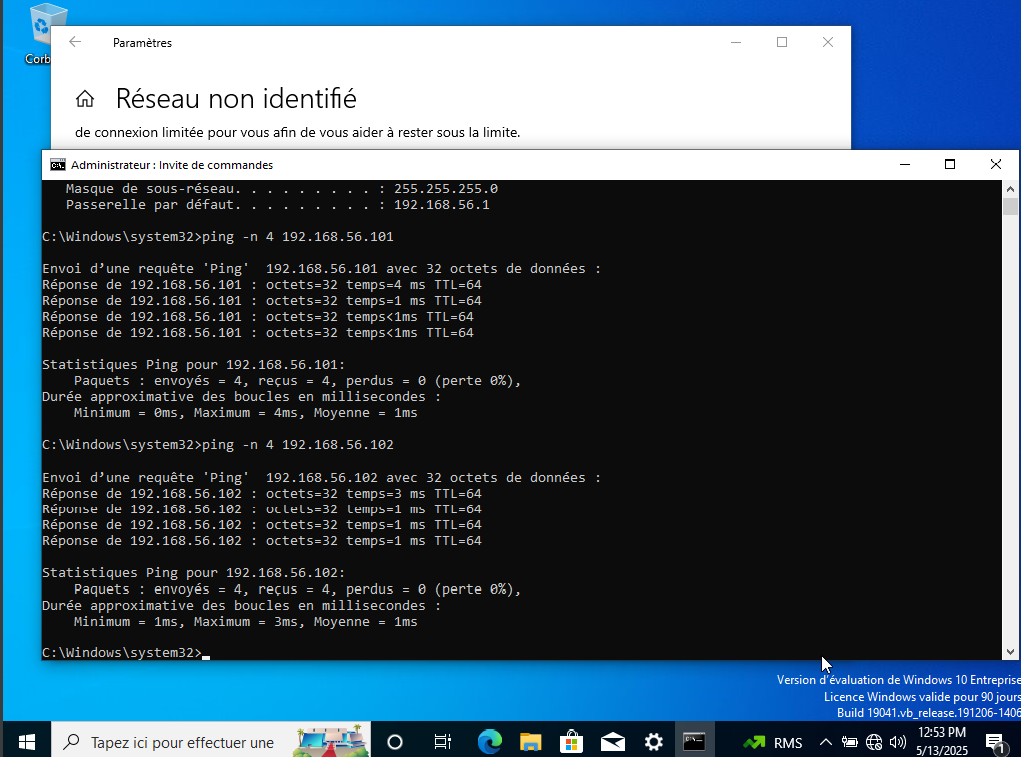 Corb
Paramètres
Réseau non identifié
de connexion limitée pour vous afin de vous aider à rester sous la limite.
Administrateur : Invite de commandes
Masque de sous-réseau. . . . . . . . . : 255.255.255.0
Passerelle par défaut. . . . . . . . . : 192.168.56.1
C:\Windows\system32>ping -n 4 192.168.56.101
Envoi d’une requête 'Ping'  192.168.56.101 avec 32 octets de données :
Réponse de 192.168.56.101 : octets=32 temps=4 ms TTL=64
Réponse de 192.168.56.101 : octets=32 temps=1 ms TTL=64
Réponse de 192.168.56.101 : octets=32 temps<1ms TTL=64
Réponse de 192.168.56.101 : octets=32 temps<1ms TTL=64
Statistiques Ping pour 192.168.56.101:
Paquets : envoyés = 4, reçus = 4, perdus = 0 (perte 0%),
Durée approximative des boucles en millisecondes :
Minimum = 0ms, Maximum = 4ms, Moyenne = 1ms
C:\Windows\system32>ping -n 4 192.168.56.102
Envoi d’une requête 'Ping'  192.168.56.102 avec 32 octets de données :
Réponse de 192.168.56.102 : octets=32 temps=3 ms TTL=64
Réponse de 192.168.56.102 : octets=32 temps=1 ms TTL=64
Réponse de 192.168.56.102 : octets=32 temps=1 ms TTL=64
Réponse de 192.168.56.102 : octets=32 temps=1 ms TTL=64
Statistiques Ping pour 192.168.56.102:
Paquets : envoyés = 4, reçus = 4, perdus = 0 (perte 0%),
Durée approximative des boucles en millisecondes :
Minimum = 1ms, Maximum = 3ms, Moyenne = 1ms
C:\Windows\system32>
Version d'évaluation de Windows 10 Entreprise
Licence Windows valide pour 90 jours
Build 19041.vb_release.191206-1406
Tapez ici pour effectuer une
RMS
12:53 PM
5/13/2025
1